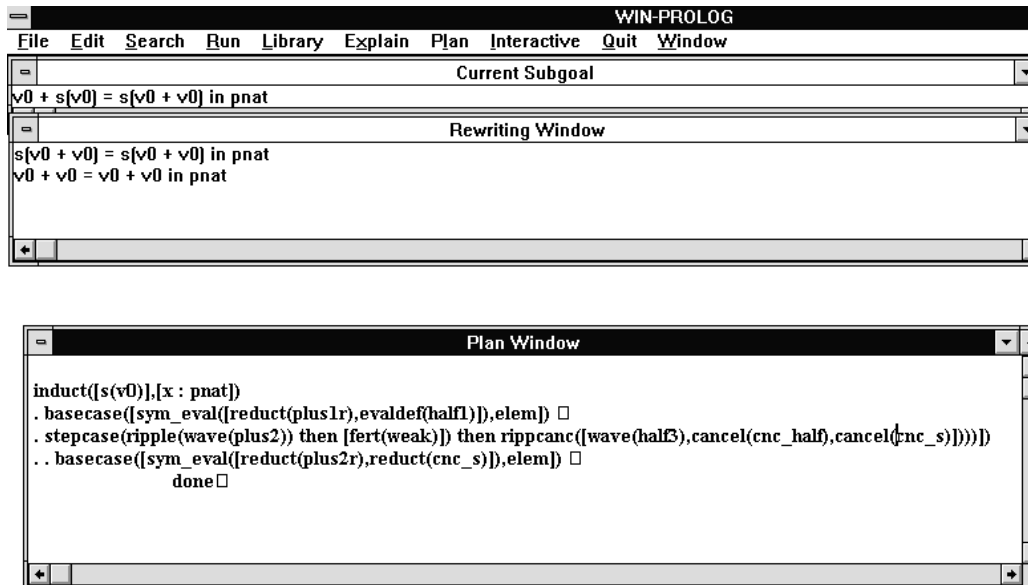 WIN-PROLOG
File Edit Search Run Library Explain Plan Interactive Quit Window
Current Subgoal
v0 + s(v0) = s(v0 + v0) in pnat
Rewriting Window
s(v0 + v0) = s(v0 + v0) in pnat
v0 + v0 = v0 + v0 in pnat
Plan Window
induct([s(v0)],[x : pnat])
. basecase([sym_eval([reduct(plus1r),evaldef(half1)]),elem]) □
. stepcase(ripple(wave(plus2)) then [fert(weak)]) then rippcanc([wave(half3),cancel(cnc_half),cancel(cnc_s)])))])
. . basecase([sym_eval([reduct(plus2r),reduct(cnc_s)]),elem]) □
done□